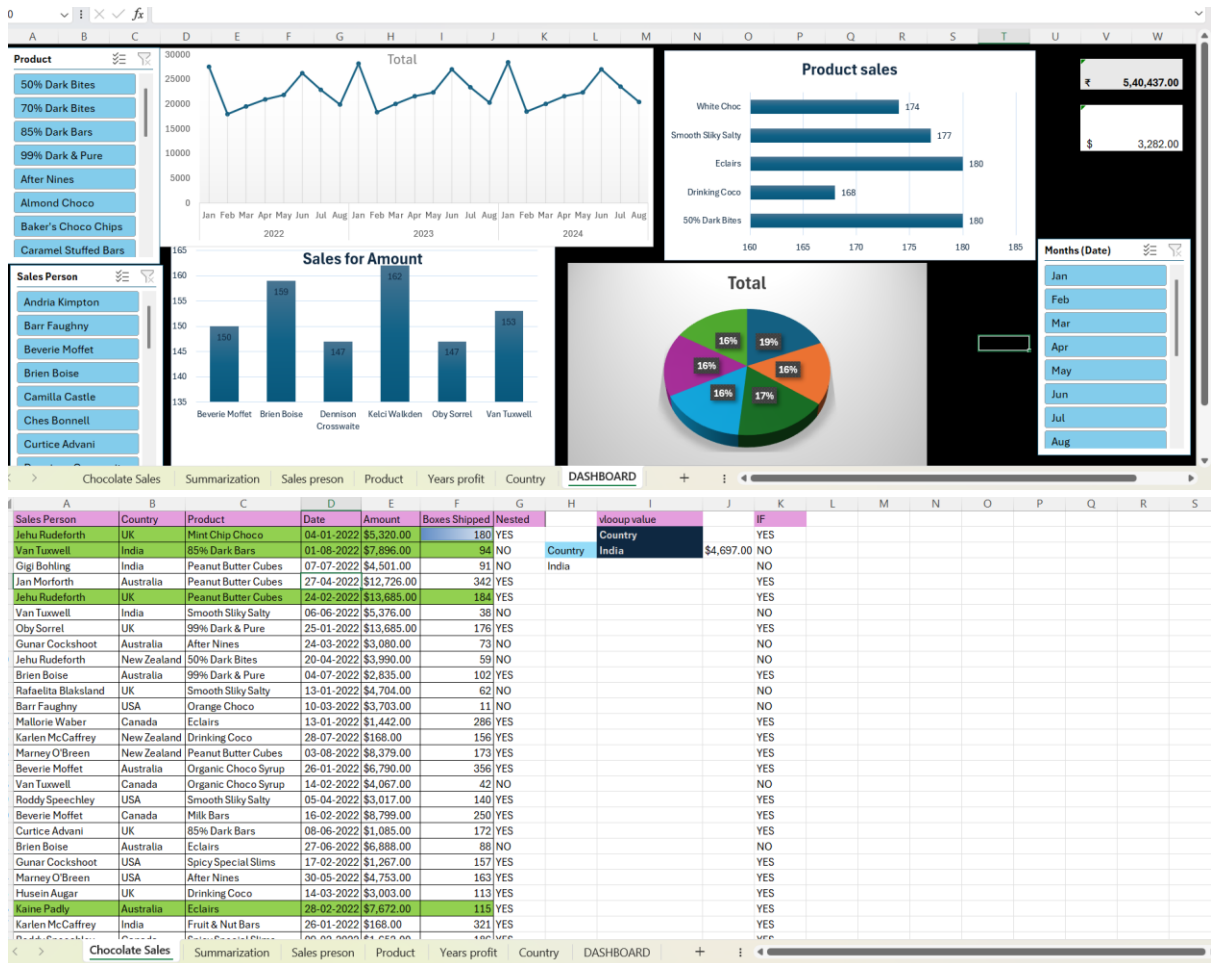 0 fx
A B C D E F G H I J K L M N O P Q R S T U V W
Product
50% Dark Bites
70% Dark Bites
85% Dark Bars
99% Dark & Pure
After Nines
Almond Choco
Baker's Choco Chips
Caramel Stuffed Bars
Total
30000
25000
20000
15000
10000
5000
0
Jan Feb Mar Apr May Jun Jul Aug Jan Feb Mar Apr May Jun Jul Aug Jan Feb Mar Apr May Jun Jul Aug
2022 2023 2024
Product sales
White Choc 174
Smooth Sliky Salty 177
Eclairs 180
Drinking Coco 168
50% Dark Bites 180
160 165 170 175 180 185
₹ 5,40,437.00
$ 3,282.00
Sales Person
Andria Kimpton
Barr Faughny
Beverie Moffet
Brien Boise
Camilla Castle
Ches Bonnell
Curtice Advani
Sales for Amount
165
160
155
150
145
140
135
150 159 147 162 147 153
Beverie Moffet Brien Boise Dennison Crosswaite Kelci Walkden Oby Sorrel Van Tuxwell
Total
16% 19%
16% 16%
16% 17%
Months (Date)
Jan
Feb
Mar
Apr
May
Jun
Jul
Aug
Chocolate Sales Summarization Sales preson Product Years profit Country DASHBOARD +
A B C D E F G H I J K L M N O P Q R S
Sales Person Country Product Date Amount Boxes Shipped Nested vlooup value IF
Jehu Rudeforth UK Mint Chip Choco 04-01-2022 $5,320.00 180 YES Country YES
Van Tuxwell India 85% Dark Bars 01-08-2022 $7,896.00 94 NO Country India $4,697.00 NO
Gigi Bohling India Peanut Butter Cubes 07-07-2022 $4,501.00 91 NO India NO
Jan Morforth Australia Peanut Butter Cubes 27-04-2022 $12,726.00 342 YES YES
Jehu Rudeforth UK Peanut Butter Cubes 24-02-2022 $13,685.00 184 YES YES
Van Tuxwell India Smooth Sliky Salty 06-06-2022 $5,376.00 38 NO NO
Oby Sorrel UK 99% Dark & Pure 25-01-2022 $13,685.00 176 YES YES
Gunar Cockshoot Australia After Nines 24-03-2022 $3,080.00 73 NO NO
Jehu Rudeforth New Zealand 50% Dark Bites 20-04-2022 $3,990.00 59 NO NO
Brien Boise Australia 99% Dark & Pure 04-07-2022 $2,835.00 102 YES YES
Rafaelita Blaksland UK Smooth Sliky Salty 13-01-2022 $4,704.00 62 NO NO
Barr Faughny USA Orange Choco 10-03-2022 $3,703.00 11 NO NO
Mallorie Waber Canada Eclairs 13-01-2022 $1,442.00 286 YES YES
Karlen McCaffrey New Zealand Drinking Coco 28-07-2022 $168.00 156 YES YES
Marney O'Breen New Zealand Peanut Butter Cubes 03-08-2022 $8,379.00 173 YES YES
Beverie Moffet Australia Organic Choco Syrup 26-01-2022 $6,790.00 356 YES YES
Van Tuxwell Canada Organic Choco Syrup 14-02-2022 $4,067.00 42 NO NO
Roddy Speechley USA Smooth Sliky Salty 05-04-2022 $3,017.00 140 YES YES
Beverie Moffet Canada Milk Bars 16-02-2022 $8,799.00 250 YES YES
Curtice Advani UK 85% Dark Bars 08-06-2022 $1,085.00 172 YES YES
Brien Boise Australia Eclairs 27-06-2022 $6,888.00 88 NO NO
Gunar Cockshoot USA Spicy Special Slims 17-02-2022 $1,267.00 157 YES YES
Marney O'Breen USA After Nines 30-05-2022 $4,753.00 163 YES YES
Husein Augar UK Drinking Coco 14-03-2022 $3,003.00 113 YES YES
Kaine Padly Australia Eclairs 28-02-2022 $7,672.00 115 YES YES
Karlen McCaffrey India Fruit & Nut Bars 26-01-2022 $168.00 321 YES YES
Chocolate Sales Summarization Sales preson Product Years profit Country DASHBOARD +